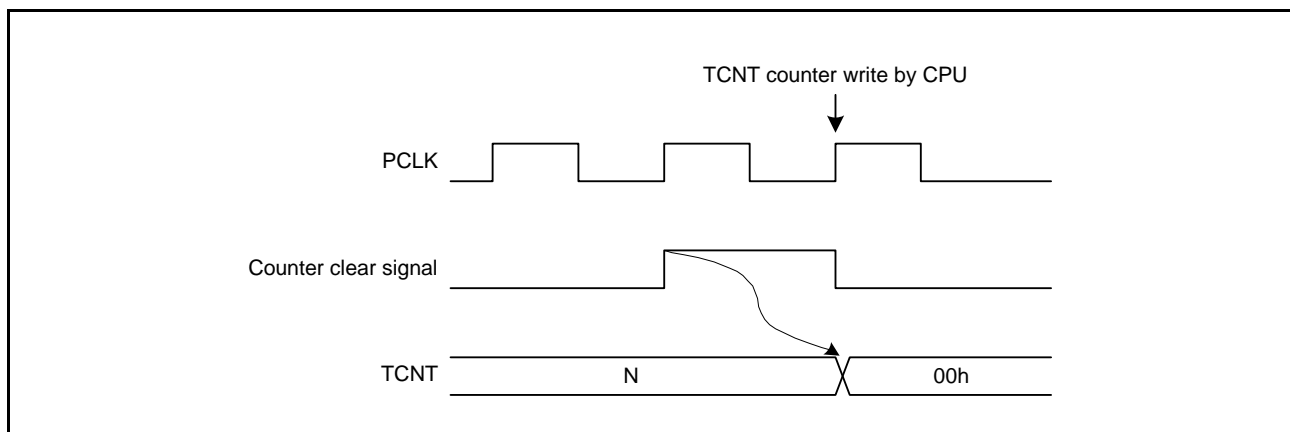 TCNT counter write by CPU
PCLK
Counter clear signal
TCNT
N
00h